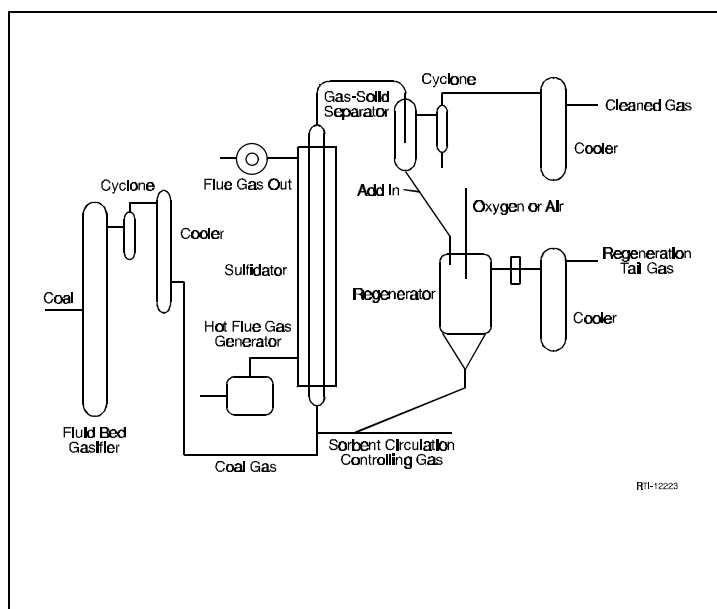 Gas-Solid
Separator
Cyclone
Cleaned Gas
Cooler
Flue Gas Out
Add In
Oxygen or Air
Cyclone
Cooler
Sulfidator
Regenerator
Regeneration
Tail Gas
Coal
Hot Flue Gas
Generator
Cooler
Fluid Bed
Gasifier
Coal Gas
Sorbent Circulation
Controlling Gas
RTI-12223